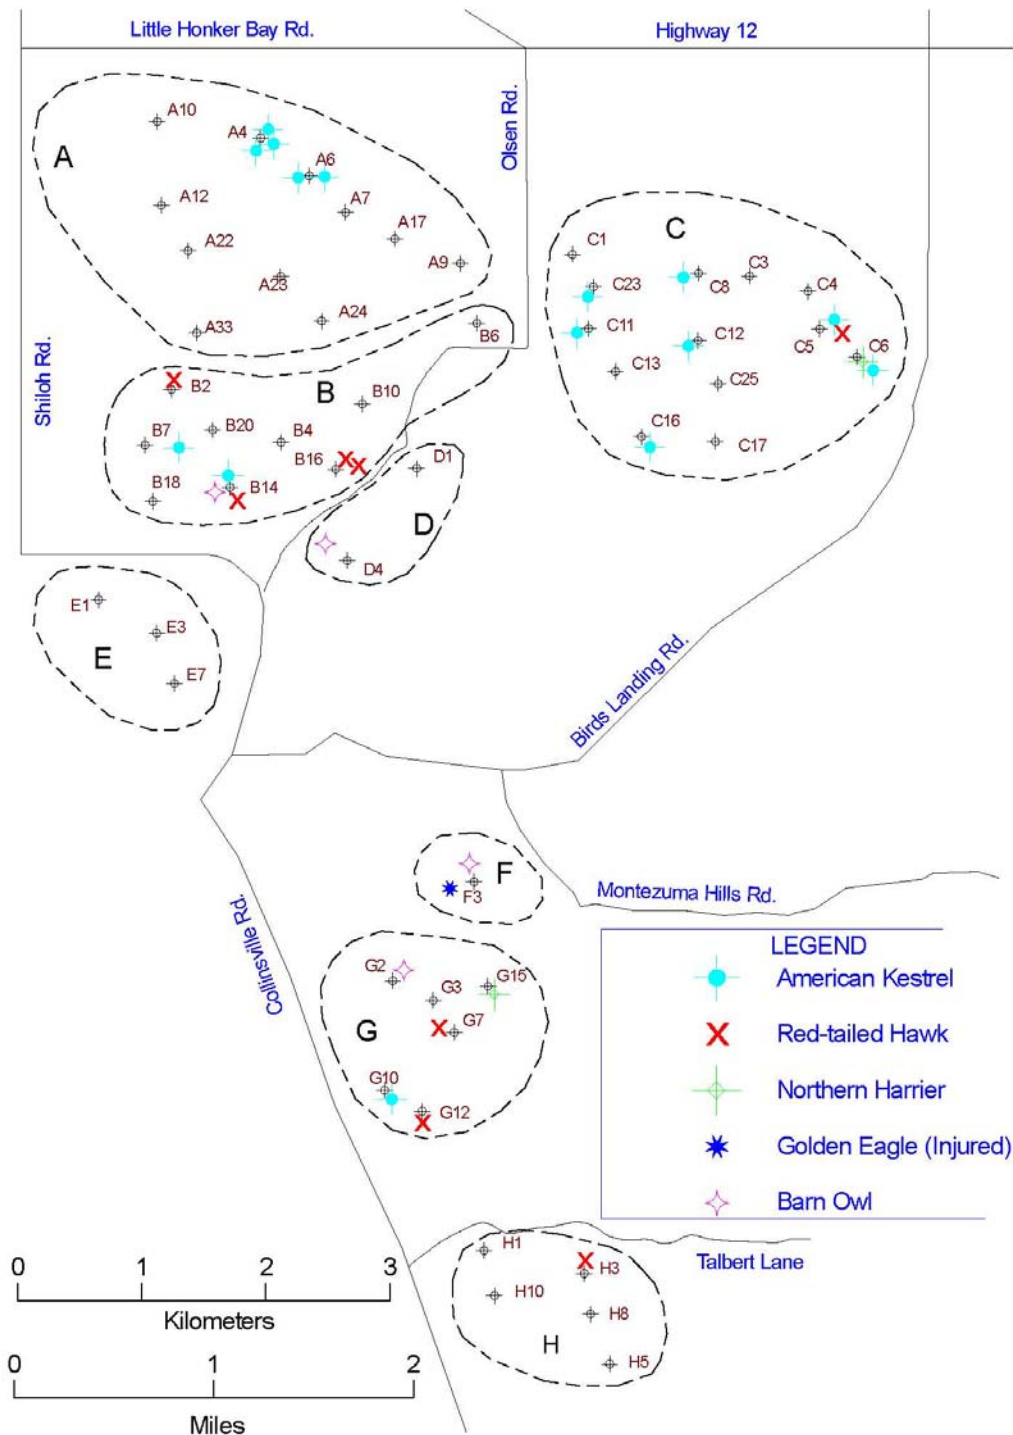 Little Honker Bay Rd.
Highway 12
Olsen Rd.
A10
A4
A
A6
A12
A7
A17
A22
A9
A23
A24
A33
C
C1
C3
C23
C8
C4
C11
C12
C5
C6
C13
C25
C16
C17
Shiloh Rd.
B6
B2
B
B10
B20
B7
B4
B16
B18
B14
D1
D
D4
E1
E3
E
E7
Birds Landing Rd.
F
F3
Montezuma Hills Rd.
Collinsville Rd.
G2
G15
G3
G
G7
G10
G12
LEGEND
American Kestrel
Red-tailed Hawk
Northern Harrier
Golden Eagle (Injured)
Barn Owl
Talbert Lane
H1
H3
H10
H8
H
H5
0 1 2 3
Kilometers
0 1 2
Miles